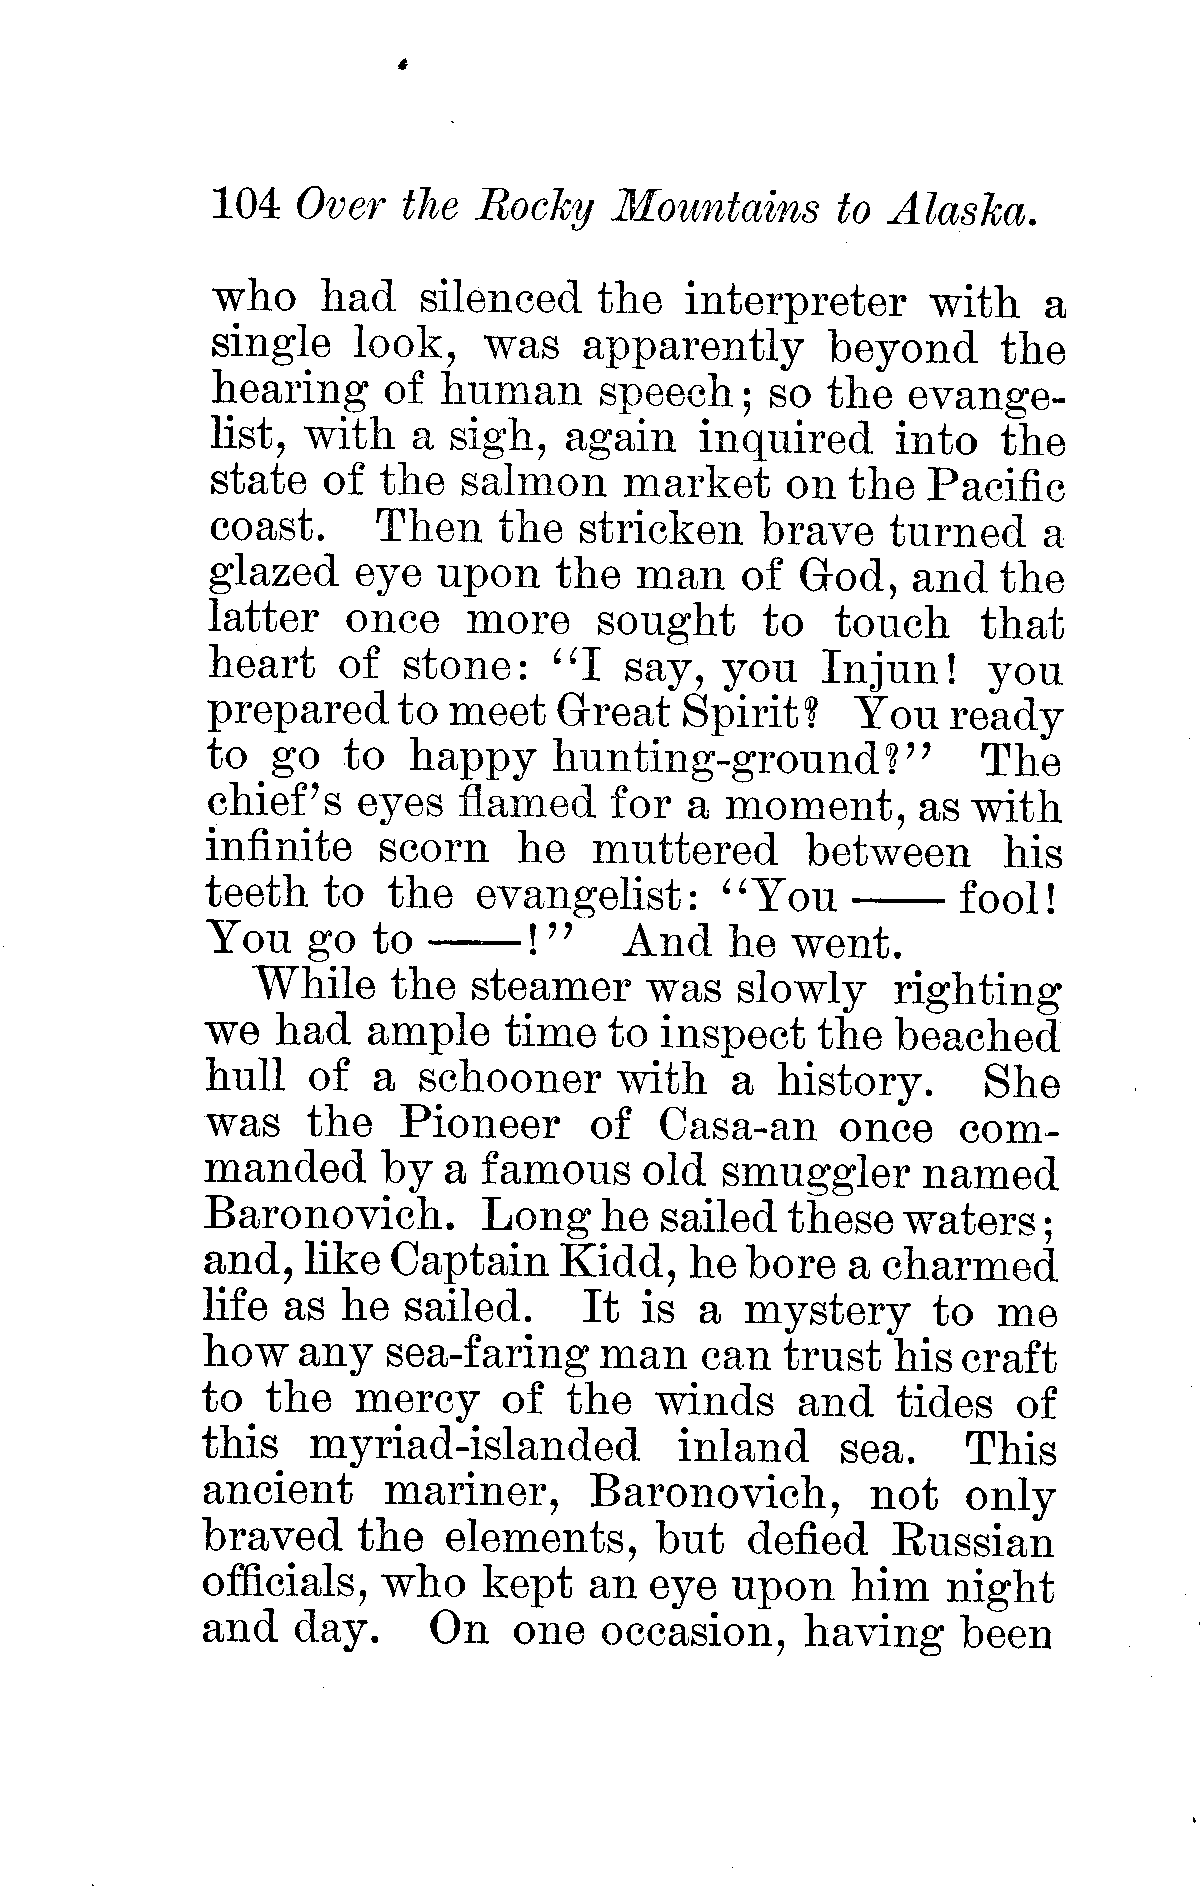 104 Over the Rocky Mountains to Alaska.
who had silenced the interpreter with a
single look, was apparently beyond the
hearing of human speech; so the evange-
list, with a sigh, again inquired into the
state of the salmon market on the Pacific
coast. Then the stricken brave turned a
glazed eye upon the man of God, and the
latter once more sought to touch that
heart of stone: "I say, you Injun! you
prepared to meet Great Spirit? You ready
to go to happy hunting-ground?" The
chief's eyes flamed for a moment, as with
infinite scorn he muttered between his
teeth to the evangelist: "You —— fool!
You go to ——!" And he went.
While the steamer was slowly righting
we had ample time to inspect the beached
hull of a schooner with a history. She
was the Pioneer of Casa-an once com-
manded by a famous old smuggler named
Baronovich. Long he sailed these waters;
and, like Captain Kidd, he bore a charmed
life as he sailed. It is a mystery to me
how any sea-faring man can trust his craft
to the mercy of the winds and tides of
this myriad-islanded inland sea. This
ancient mariner, Baronovich, not only
braved the elements, but defied Russian
officials, who kept an eye upon him night
and day. On one occasion, having been